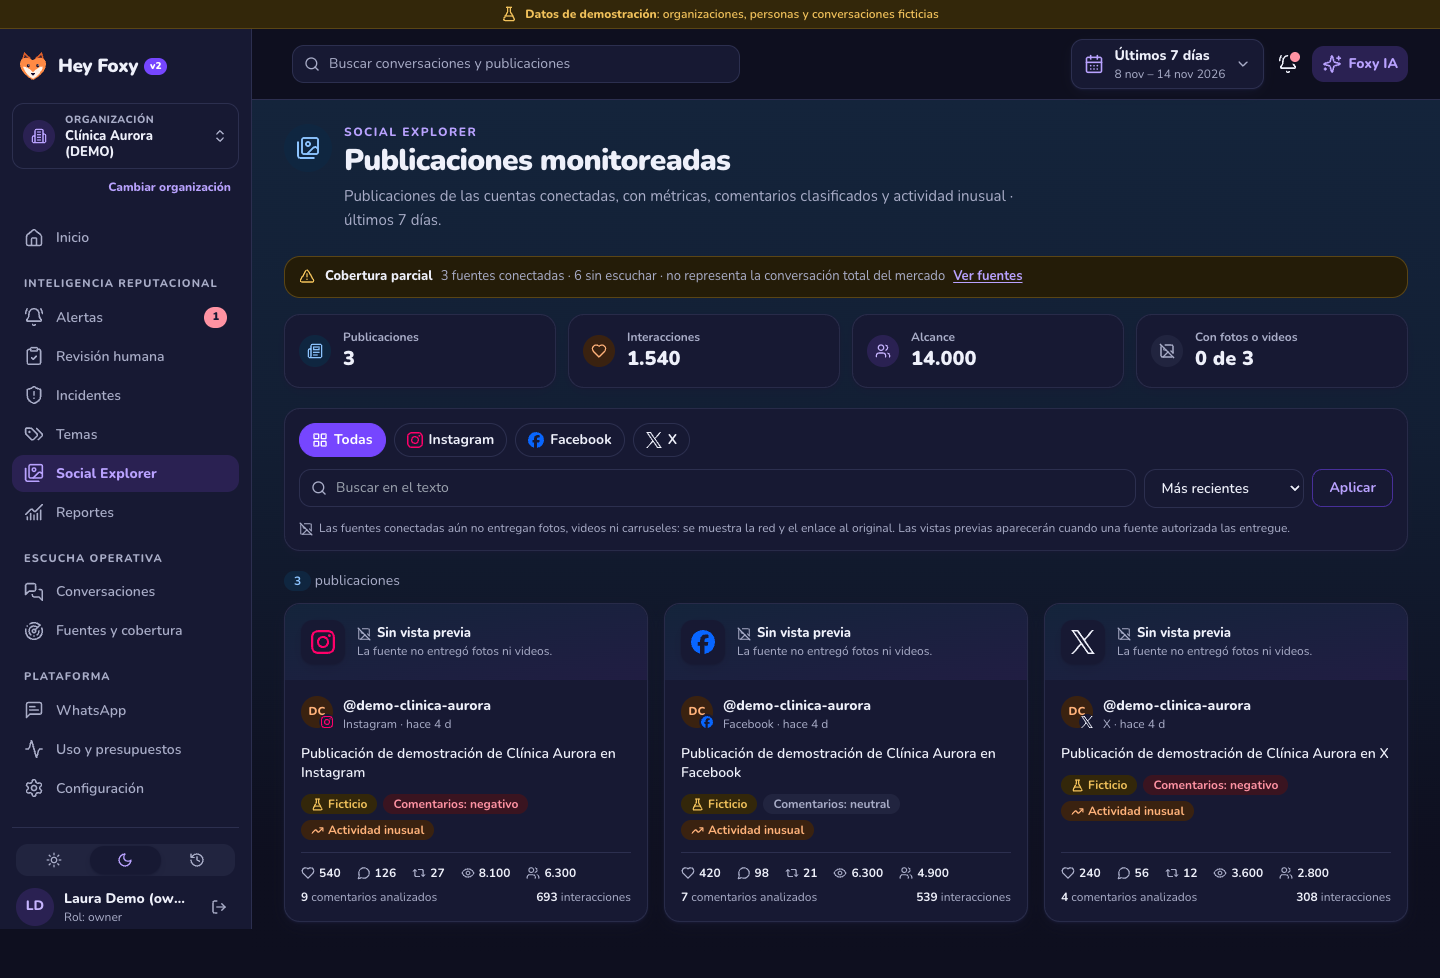 Datos de demostración: organizaciones, personas y conversaciones ficticias
Hey Foxy v2
Buscar conversaciones y publicaciones
Últimos 7 días
8 nov – 14 nov 2026
Foxy IA
ORGANIZACIÓN
Clínica Aurora
(DEMO)
Cambiar organización
Inicio
INTELIGENCIA REPUTACIONAL
Alertas 1
Revisión humana
Incidentes
Temas
Social Explorer
Reportes
ESCUCHA OPERATIVA
Conversaciones
Fuentes y cobertura
PLATAFORMA
WhatsApp
Uso y presupuestos
Configuración
LD
Laura Demo (ow...
Rol: owner
SOCIAL EXPLORER
Publicaciones monitoreadas
Publicaciones de las cuentas conectadas, con métricas, comentarios clasificados y actividad inusual ·
últimos 7 días.
Cobertura parcial 3 fuentes conectadas · 6 sin escuchar · no representa la conversación total del mercado Ver fuentes
Publicaciones
3
Interacciones
1.540
Alcance
14.000
Con fotos o videos
0 de 3
Todas Instagram Facebook X
Buscar en el texto
Más recientes
Aplicar
Las fuentes conectadas aún no entregan fotos, videos ni carruseles: se muestra la red y el enlace al original. Las vistas previas aparecerán cuando una fuente autorizada las entregue.
3 publicaciones
Sin vista previa
La fuente no entregó fotos ni videos.
DC
@demo-clinica-aurora
Instagram · hace 4 d
Publicación de demostración de Clínica Aurora en
Instagram
Ficticio Comentarios: negativo
Actividad inusual
540 126 27 8.100 6.300
9 comentarios analizados 693 interacciones
Sin vista previa
La fuente no entregó fotos ni videos.
DC
@demo-clinica-aurora
Facebook · hace 4 d
Publicación de demostración de Clínica Aurora en
Facebook
Ficticio Comentarios: neutral
Actividad inusual
420 98 21 6.300 4.900
7 comentarios analizados 539 interacciones
Sin vista previa
La fuente no entregó fotos ni videos.
DC
@demo-clinica-aurora
X · hace 4 d
Publicación de demostración de Clínica Aurora en X
Ficticio Comentarios: negativo
Actividad inusual
240 56 12 3.600 2.800
4 comentarios analizados 308 interacciones